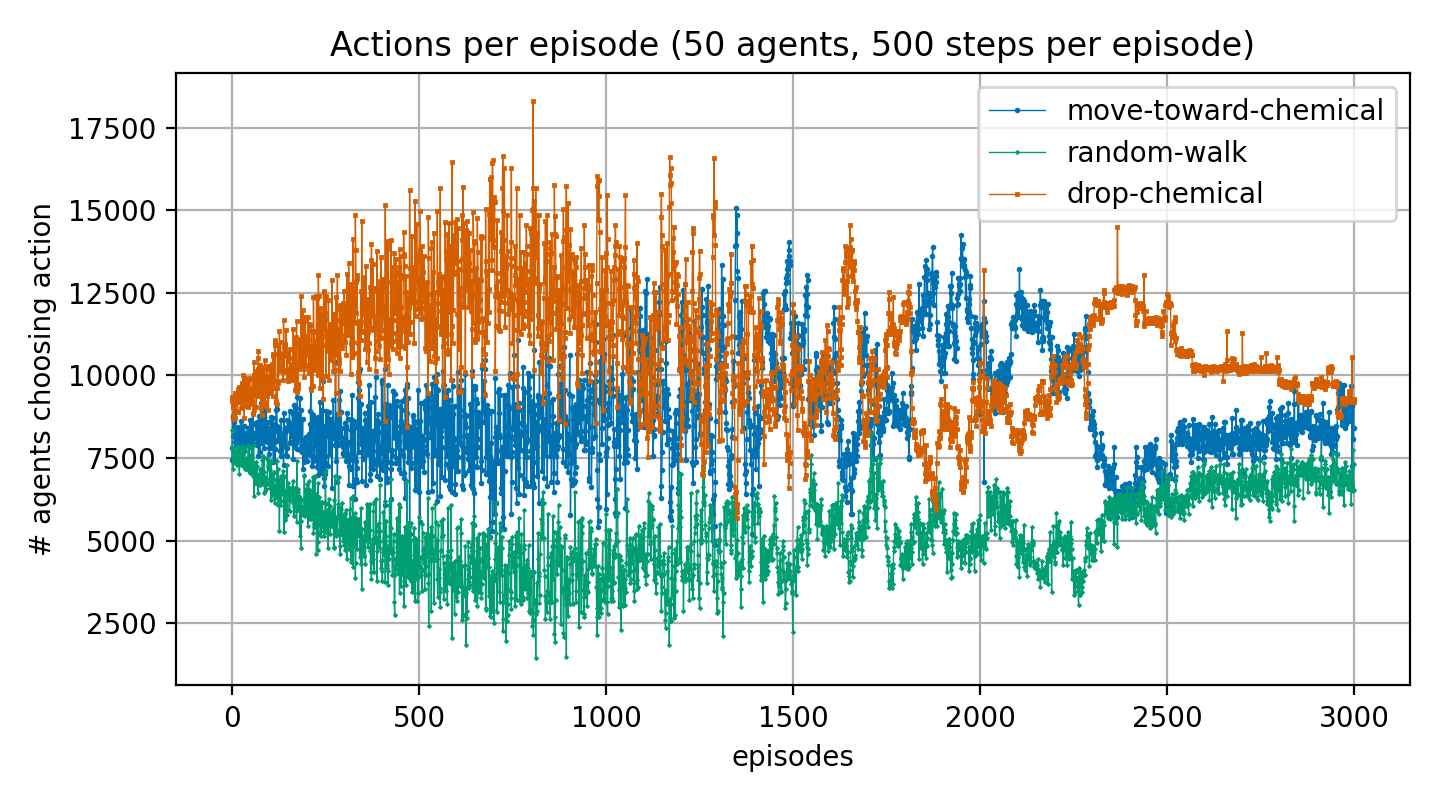 Actions per episode (50 agents, 500 steps per episode)
move-toward-chemical
random-walk
drop-chemical
# agents choosing action
17500
15000
12500
10000
7500
5000
2500
0 500 1000 1500 2000 2500 3000
episodes